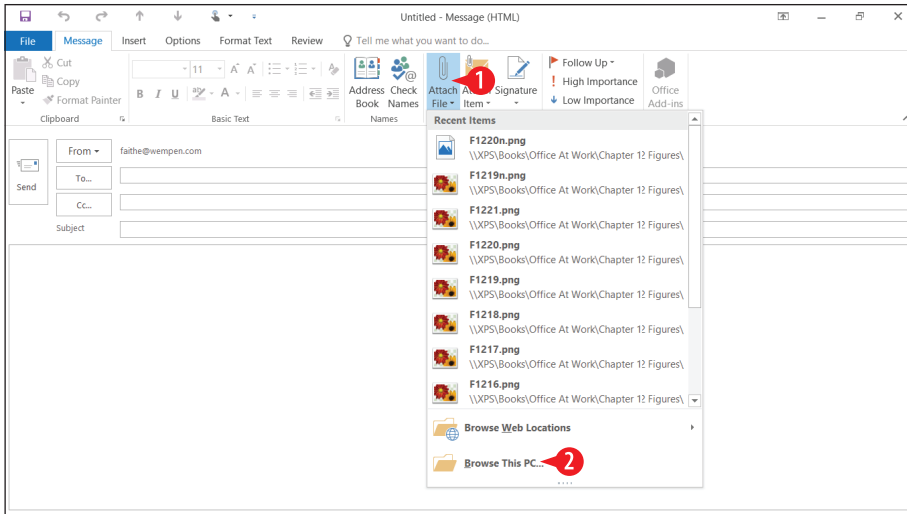 Untitled - Message (HTML)
File Message Insert Options Format Text Review Tell me what you want to do...
Cut
Copy
Paste
Format Painter
Clipboard
11
B I U
Basic Text
Address Book
Check Names
Names
Attach File
Item
Signature
1
Follow Up
High Importance
Low Importance
Office Add-ins
Send
From faithe@wempen.com
To...
Cc...
Subject
Recent Items
F1220n.png
\\XPS\Books\Office At Work\Chapter 12 Figures\
F1219n.png
\\XPS\Books\Office At Work\Chapter 12 Figures\
F1221.png
\\XPS\Books\Office At Work\Chapter 12 Figures\
F1220.png
\\XPS\Books\Office At Work\Chapter 12 Figures\
F1219.png
\\XPS\Books\Office At Work\Chapter 12 Figures\
F1218.png
\\XPS\Books\Office At Work\Chapter 12 Figures\
F1217.png
\\XPS\Books\Office At Work\Chapter 12 Figures\
F1216.png
\\XPS\Books\Office At Work\Chapter 12 Figures\
Browse Web Locations
Browse This PC...
2